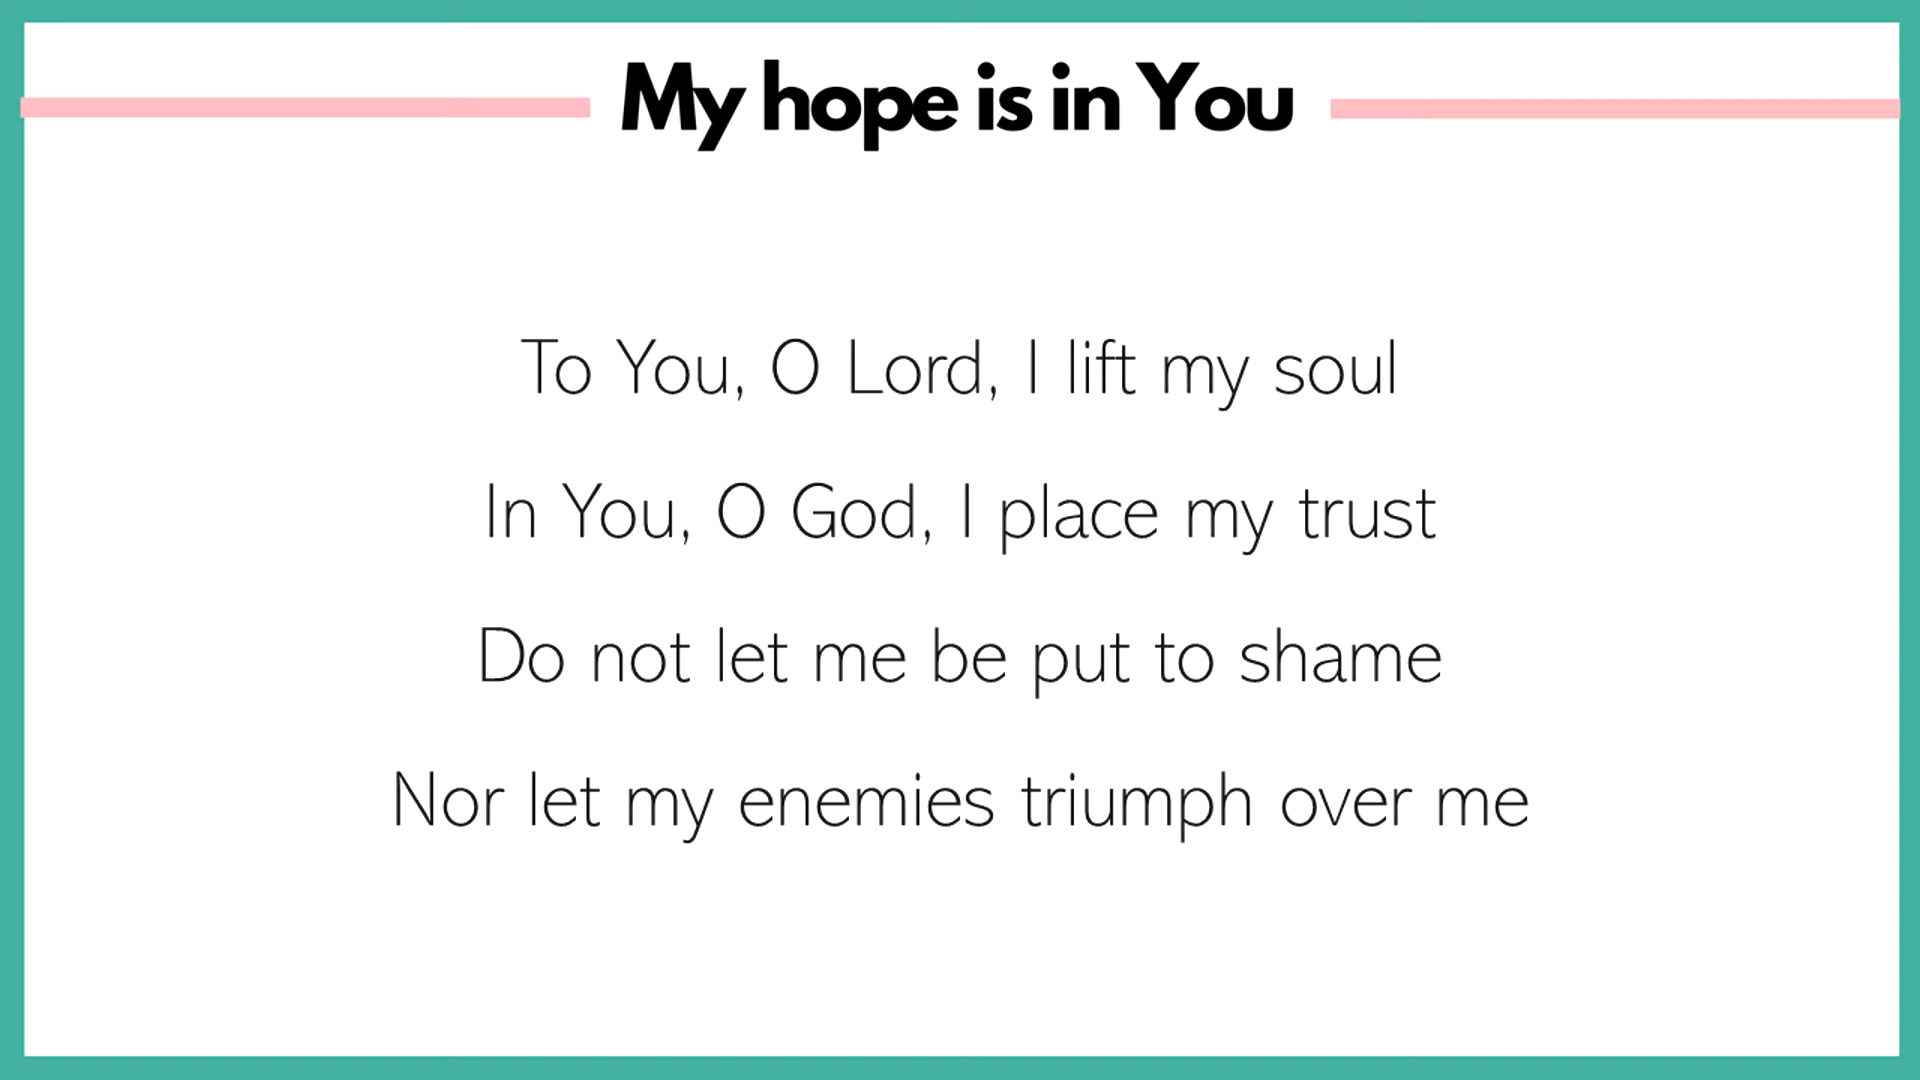 My hope is in You
To You, O Lord, I lift my soul
In You, O God, I place my trust
Do not let me be put to shame
Nor let my enemies triumph over me